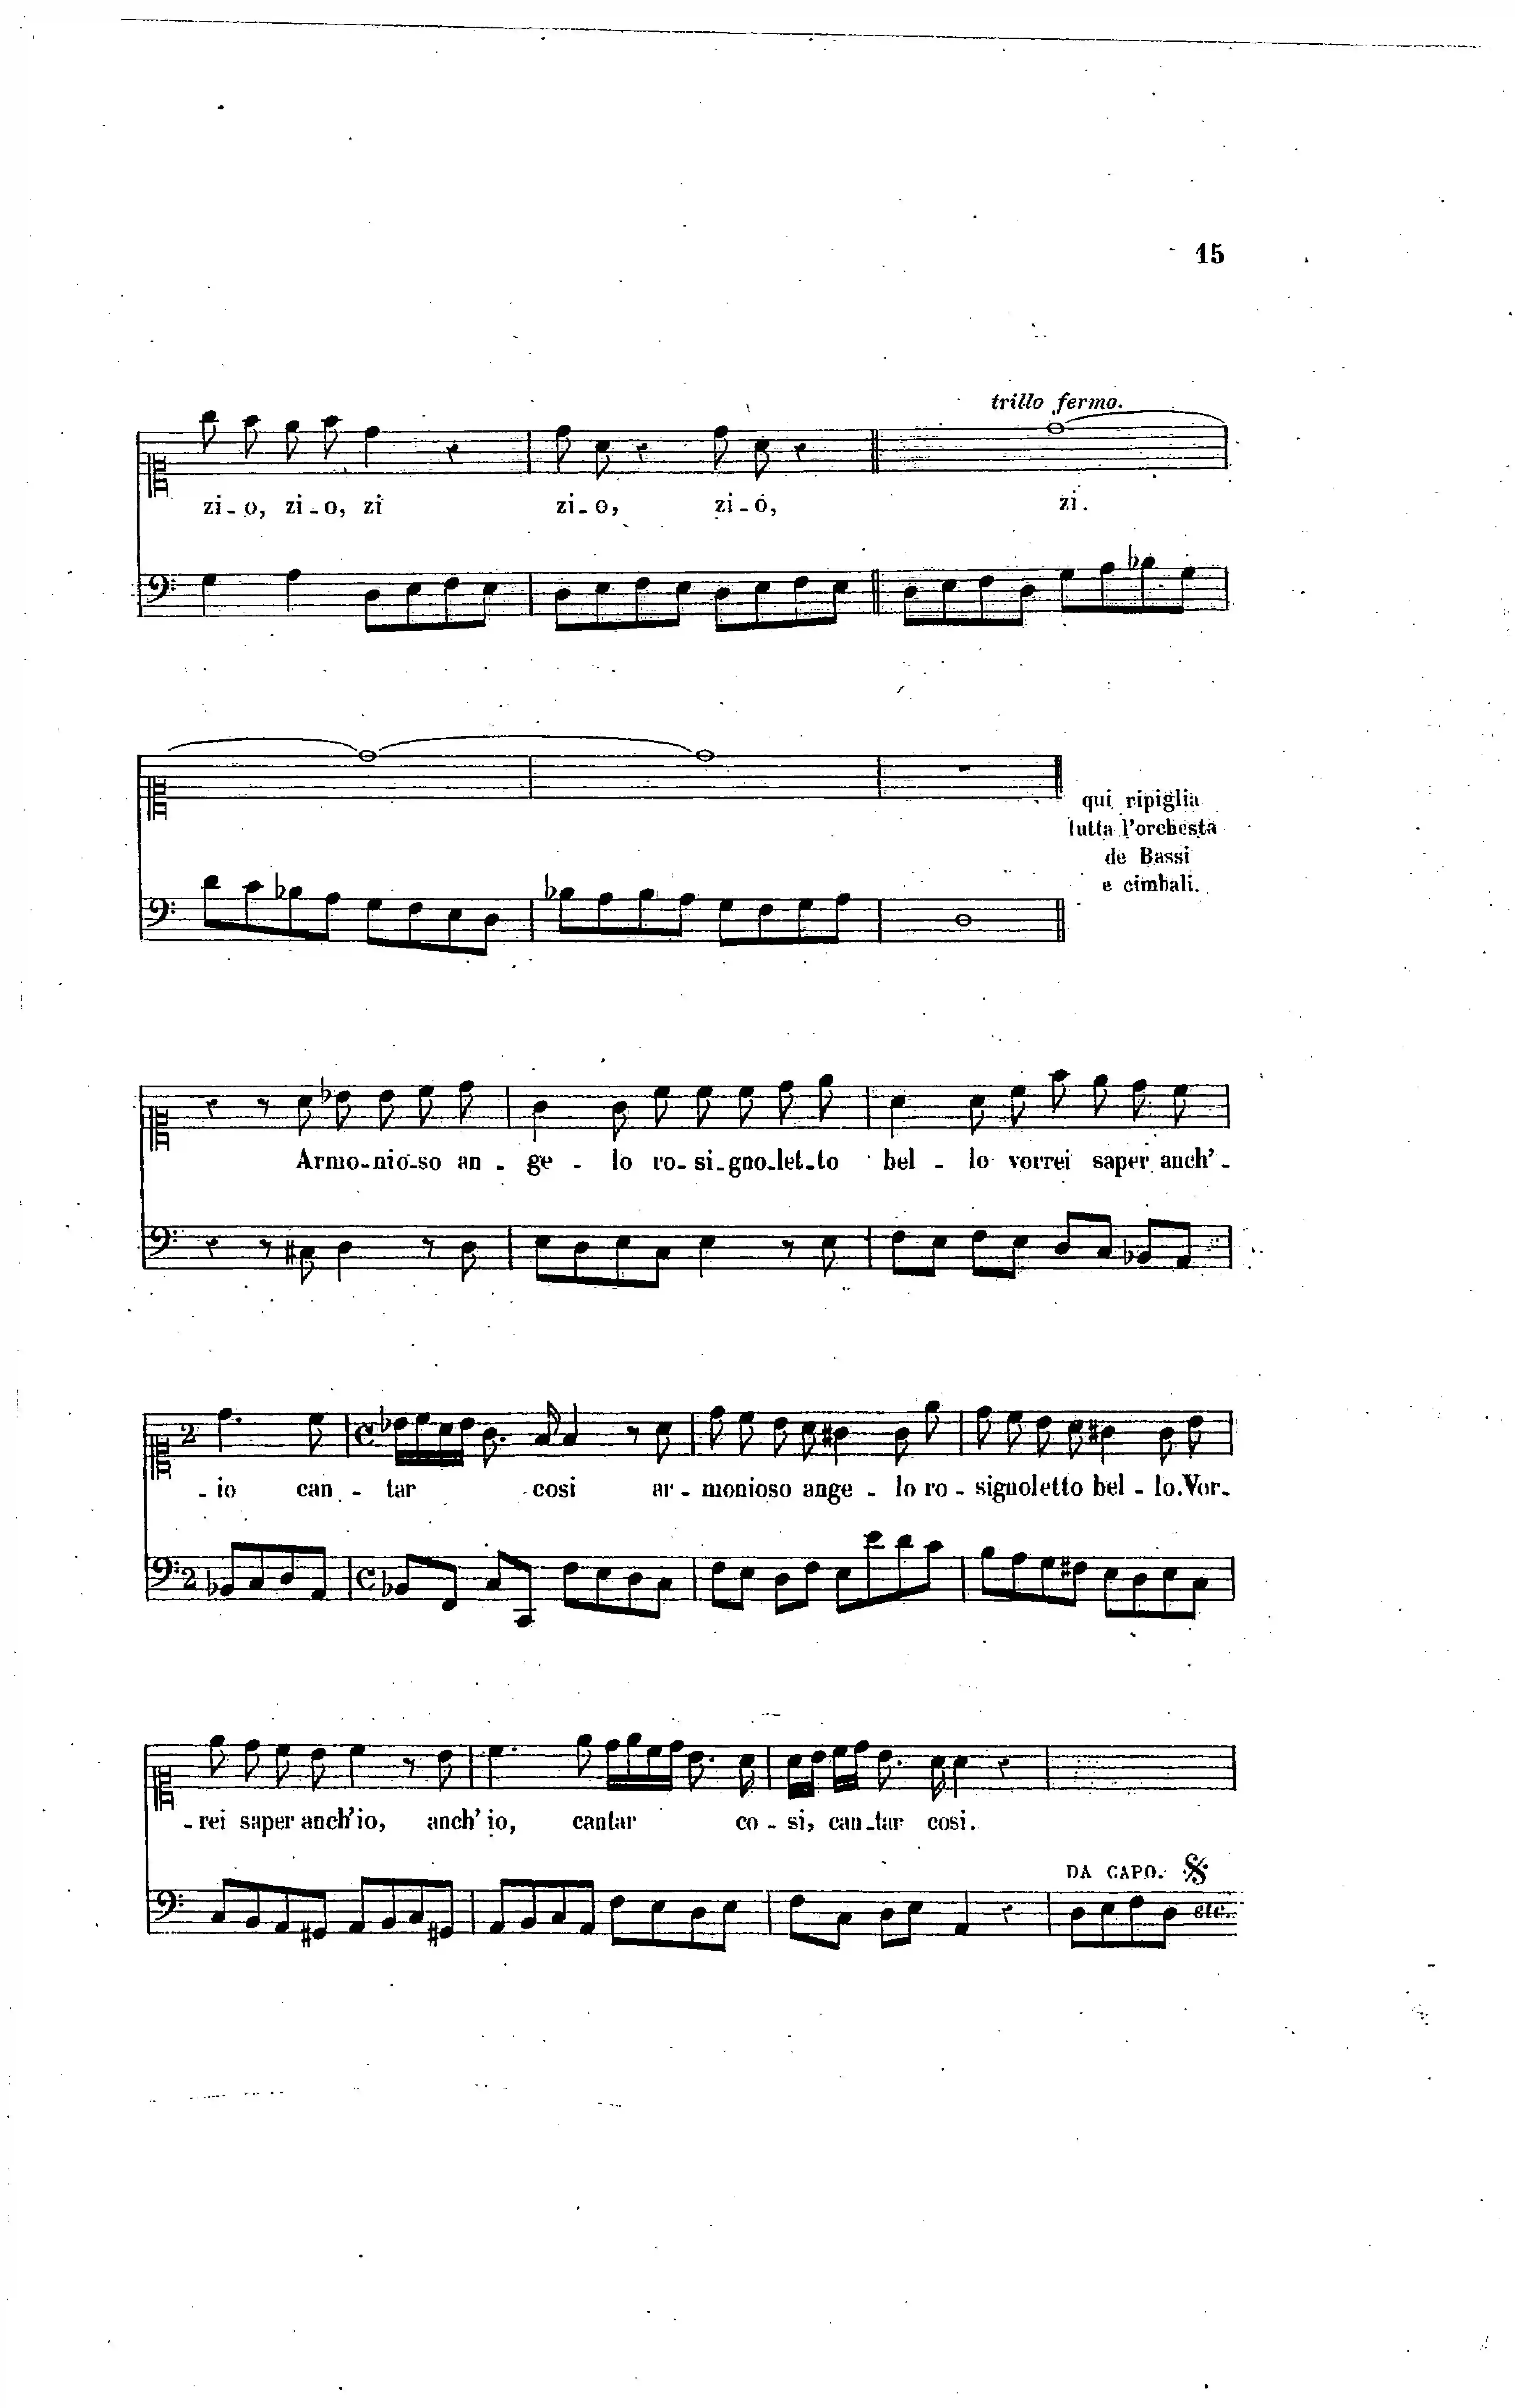 15
trillo fermo.
zi - o, zi - o, zi zi - o, zi - o, zi.
qui ripiglia
tutta l'orchesta
de Bassi
e cimbali.
Armo - nio - so an - ge - lo ro - si - gno - let - to bel - lo vorrei saper anch' -
2
- io can - tar cosi ar - monioso ange - lo ro - signoletto bel - lo. Vor -
2
- rei saper anch'io, anch' io, cantar co - si, can - tar cosi.
DA CAPO.
etc.